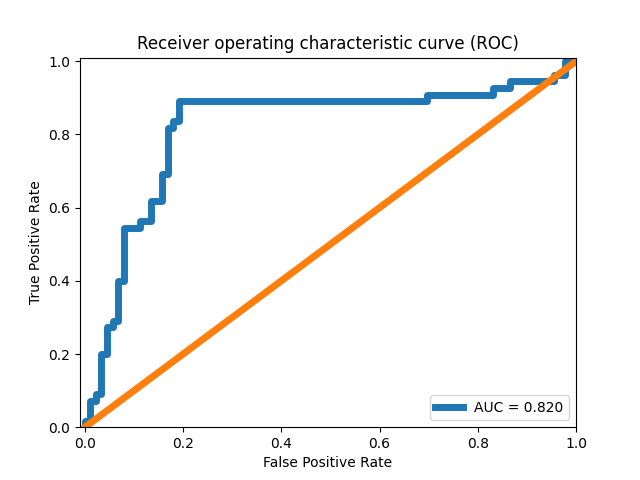 Receiver operating characteristic curve (ROC)
True Positive Rate
1.0
0.8
0.6
0.4
0.2
0.0
AUC = 0.820
0.0 0.2 0.4 0.6 0.8 1.0
False Positive Rate